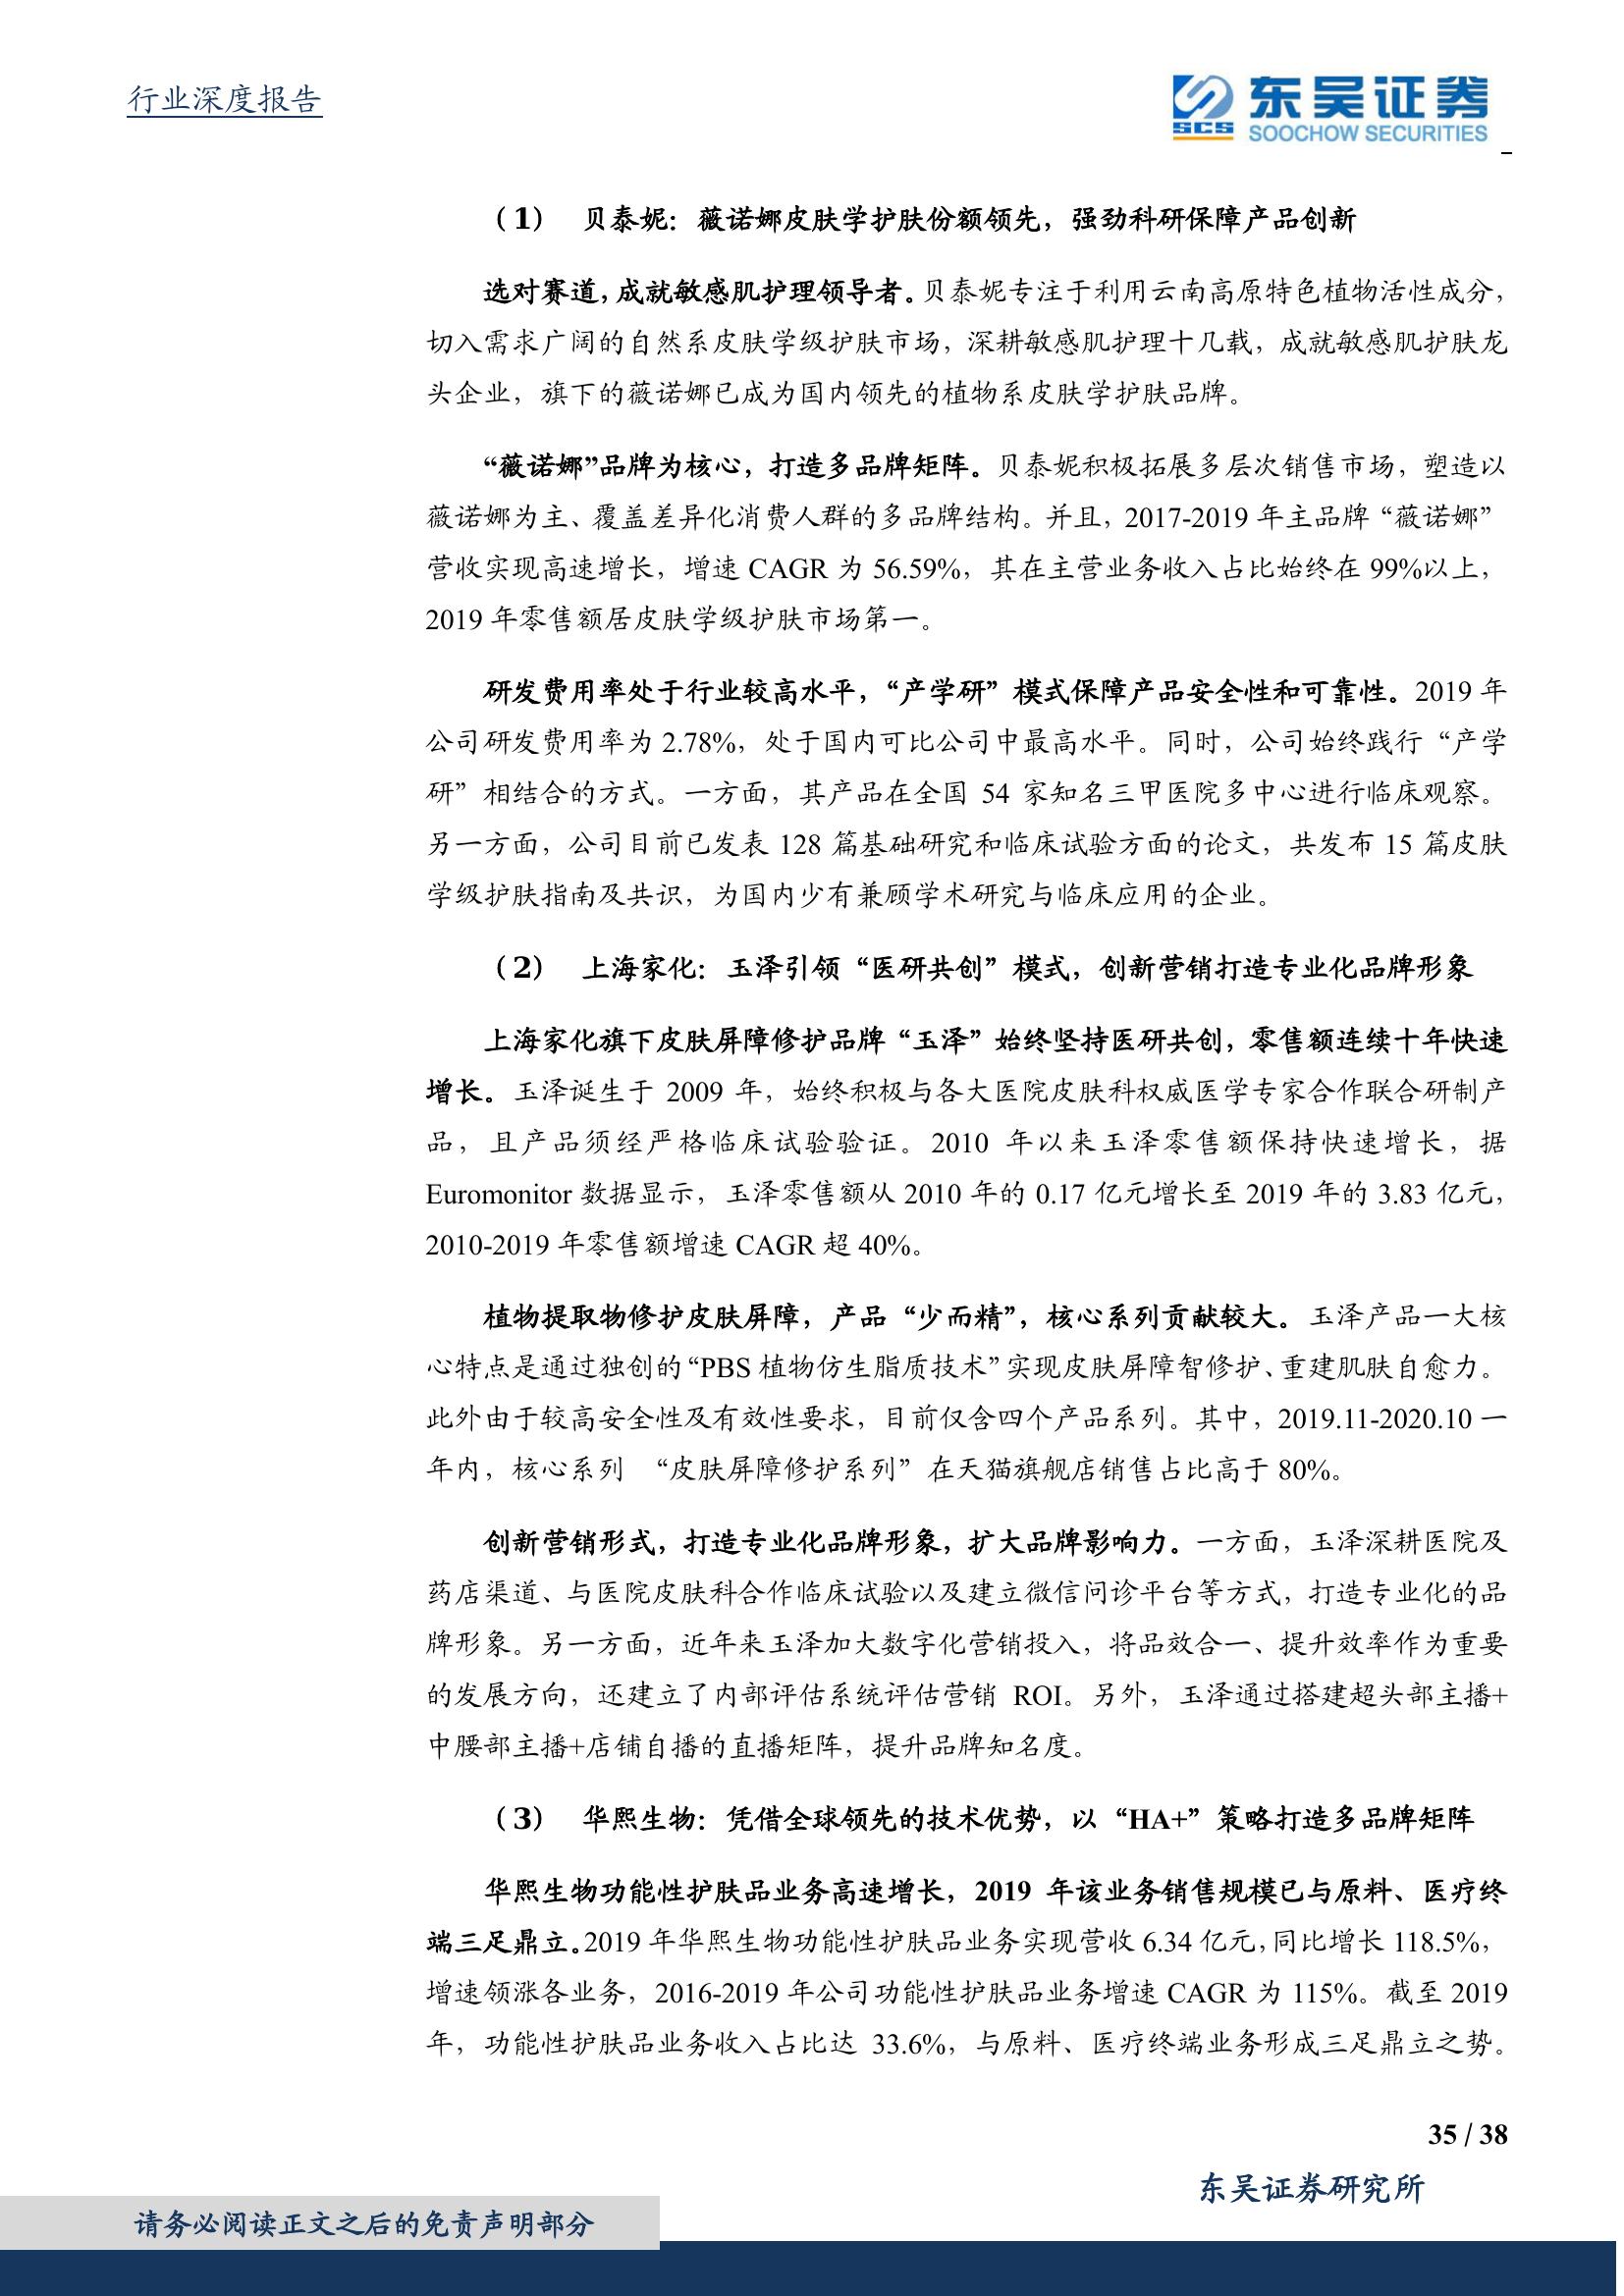 行业深度报告
SCS
东吴证券
SOOCHOW SECURITIES
（1） 贝泰妮：薇诺娜皮肤学护肤份额领先，强劲科研保障产品创新
选对赛道，成就敏感肌护理领导者。贝泰妮专注于利用云南高原特色植物活性成分，
切入需求广阔的自然系皮肤学级护肤市场，深耕敏感肌护理十几载，成就敏感肌护肤龙
头企业，旗下的薇诺娜已成为国内领先的植物系皮肤学护肤品牌。
“薇诺娜”品牌为核心，打造多品牌矩阵。贝泰妮积极拓展多层次销售市场，塑造以
薇诺娜为主、覆盖差异化消费人群的多品牌结构。并且，2017-2019 年主品牌“薇诺娜”
营收实现高速增长，增速 CAGR 为 56.59%，其在主营业务收入占比始终在 99%以上，
2019 年零售额居皮肤学级护肤市场第一。
研发费用率处于行业较高水平，“产学研”模式保障产品安全性和可靠性。2019 年
公司研发费用率为 2.78%，处于国内可比公司中最高水平。同时，公司始终践行“产学
研”相结合的方式。一方面，其产品在全国 54 家知名三甲医院多中心进行临床观察。
另一方面，公司目前已发表 128 篇基础研究和临床试验方面的论文，共发布 15 篇皮肤
学级护肤指南及共识，为国内少有兼顾学术研究与临床应用的企业。
（2） 上海家化：玉泽引领“医研共创”模式，创新营销打造专业化品牌形象
上海家化旗下皮肤屏障修护品牌“玉泽”始终坚持医研共创，零售额连续十年快速
增长。玉泽诞生于 2009 年，始终积极与各大医院皮肤科权威医学专家合作联合研制产
品，且产品须经严格临床试验验证。2010 年以来玉泽零售额保持快速增长，据
Euromonitor 数据显示，玉泽零售额从 2010 年的 0.17 亿元增长至 2019 年的 3.83 亿元，
2010-2019 年零售额增速 CAGR 超 40%。
植物提取物修护皮肤屏障，产品“少而精”，核心系列贡献较大。玉泽产品一大核
心特点是通过独创的“PBS 植物仿生脂质技术”实现皮肤屏障智修护、重建肌肤自愈力。
此外由于较高安全性及有效性要求，目前仅含四个产品系列。其中，2019.11-2020.10 一
年内，核心系列 “皮肤屏障修护系列”在天猫旗舰店销售占比高于 80%。
创新营销形式，打造专业化品牌形象，扩大品牌影响力。一方面，玉泽深耕医院及
药店渠道、与医院皮肤科合作临床试验以及建立微信问诊平台等方式，打造专业化的品
牌形象。另一方面，近年来玉泽加大数字化营销投入，将品效合一、提升效率作为重要
的发展方向，还建立了内部评估系统评估营销 ROI。另外，玉泽通过搭建超头部主播+
中腰部主播+店铺自播的直播矩阵，提升品牌知名度。
（3） 华熙生物：凭借全球领先的技术优势，以“HA+”策略打造多品牌矩阵
华熙生物功能性护肤品业务高速增长，2019 年该业务销售规模已与原料、医疗终
端三足鼎立。2019 年华熙生物功能性护肤品业务实现营收 6.34 亿元，同比增长 118.5%，
增速领涨各业务，2016-2019 年公司功能性护肤品业务增速 CAGR 为 115%。截至 2019
年，功能性护肤品业务收入占比达 33.6%，与原料、医疗终端业务形成三足鼎立之势。
35 / 38
东吴证券研究所
请务必阅读正文之后的免责声明部分